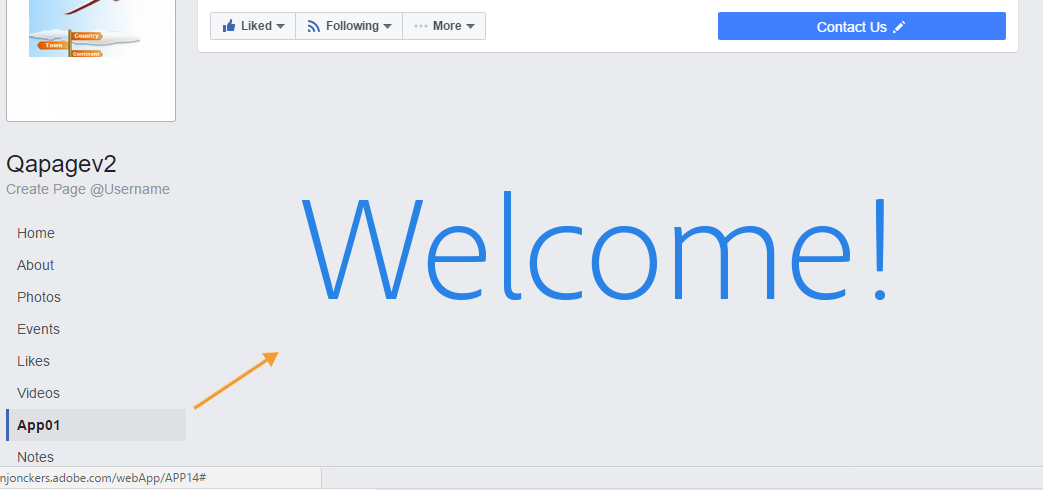 Country
Town
Continent
Liked
Following
More
Contact Us
Qapagev2
Create Page @Username
Home
About
Photos
Events
Likes
Videos
App01
Notes
Welcome!
njonckers.adobe.com/webApp/APP14#